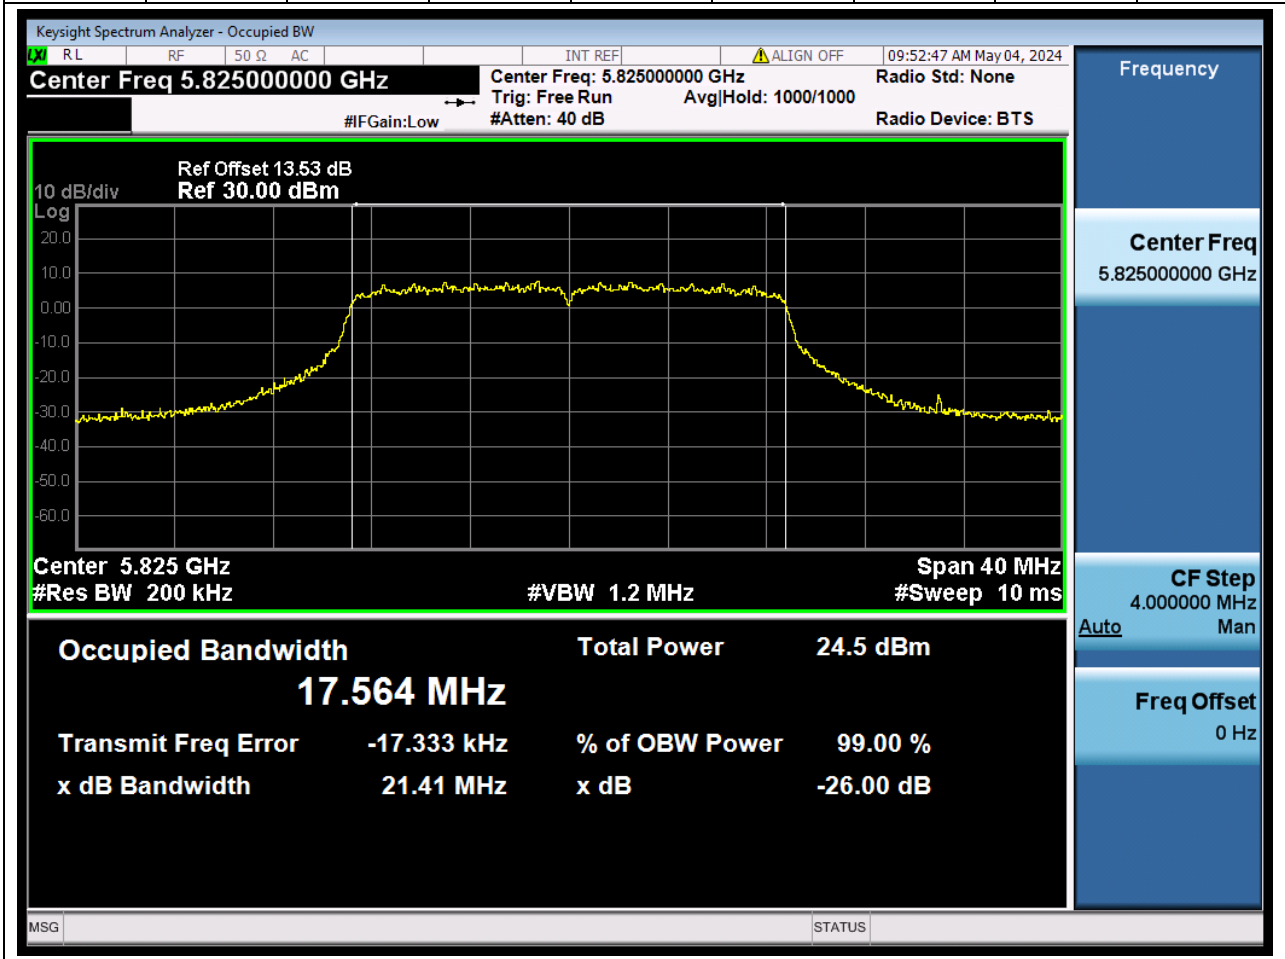 Keysight Spectrum Analyzer - Occupied BW
LXI RL RF 50 Ω AC INT REF ALIGN OFF 09:52:47 AM May 04, 2024
Center Freq 5.825000000 GHz
Center Freq: 5.825000000 GHz Radio Std: None
Trig: Free Run Avg|Hold: 1000/1000
#IFGain:Low #Atten: 40 dB Radio Device: BTS
Ref Offset 13.53 dB
10 dB/div Ref 30.00 dBm
Log
20.0
10.0
0.00
-10.0
-20.0
-30.0
-40.0
-50.0
-60.0
Center 5.825 GHz Span 40 MHz
#Res BW 200 kHz #VBW 1.2 MHz #Sweep 10 ms
Occupied Bandwidth Total Power 24.5 dBm
17.564 MHz
Transmit Freq Error -17.333 kHz % of OBW Power 99.00 %
x dB Bandwidth 21.41 MHz x dB -26.00 dB
MSG STATUS
Frequency
Center Freq
5.825000000 GHz
CF Step
4.000000 MHz
Auto Man
Freq Offset
0 Hz